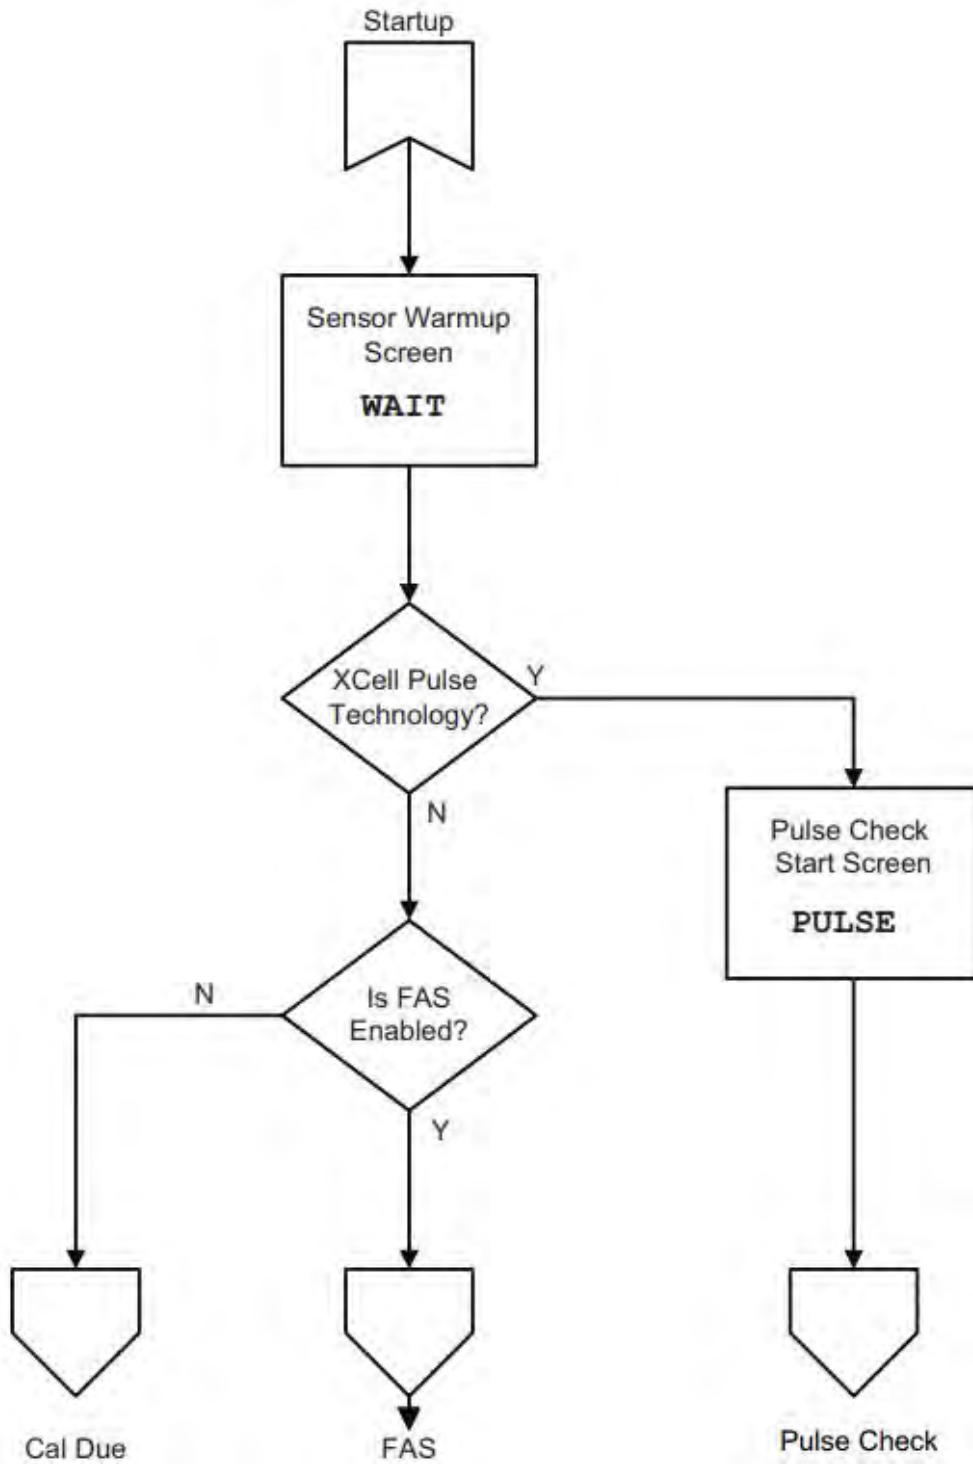 Startup
Sensor Warmup
Screen
WAIT
XCell Pulse
Technology?
Y
N
Pulse Check
Start Screen
PULSE
Is FAS
Enabled?
N
Y
Cal Due
FAS
Pulse Check